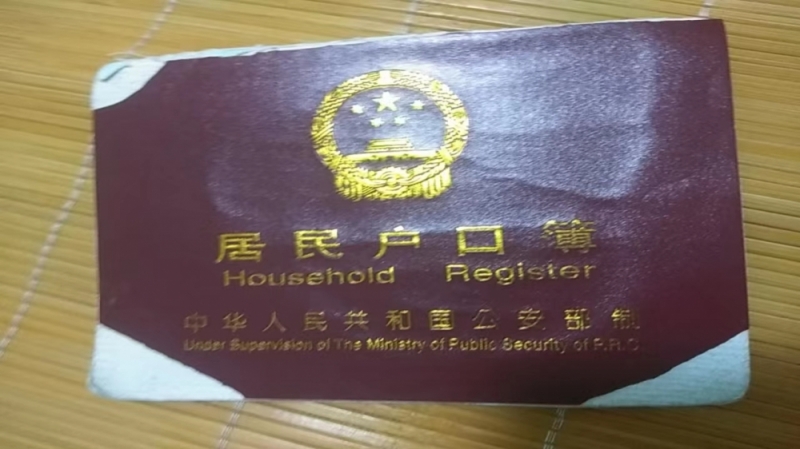 居民户口簿
Household Register
中华人民共和国公安部制
Under Supervision of The Ministry of Public Security of P.R.C.